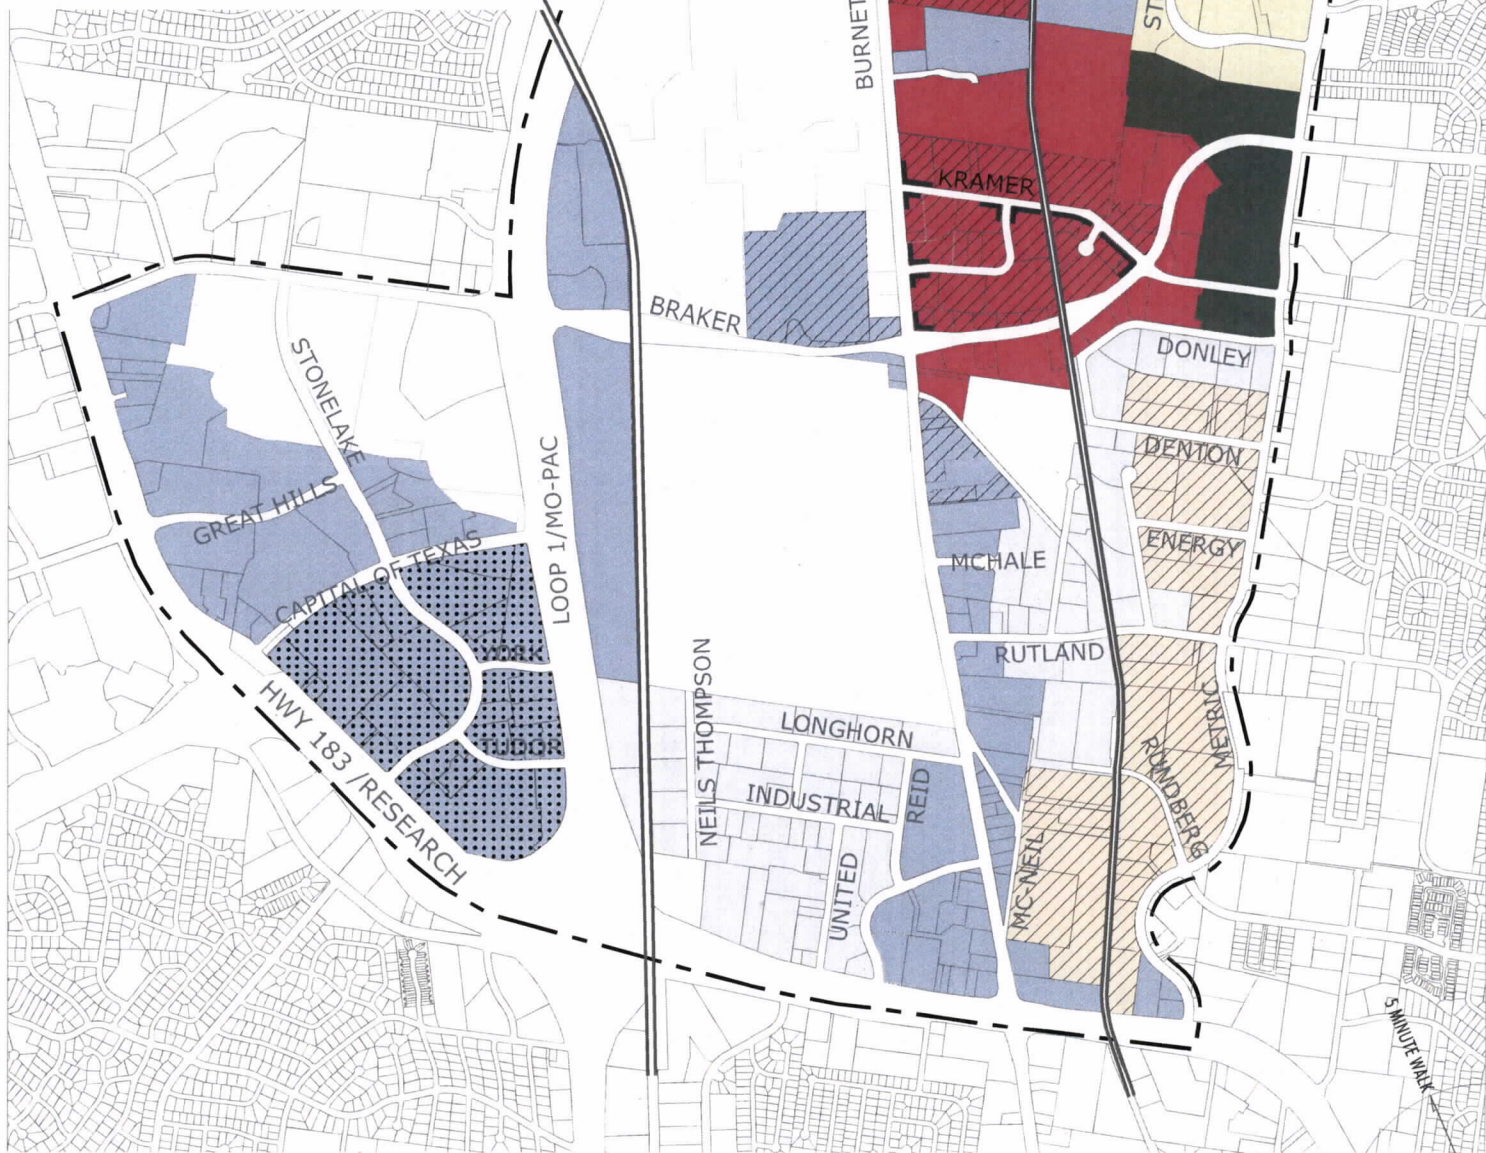 BURNET
ST
KRAMER
BRAKER
DONLEY
STONELAKE
DENTON
LOOP 1/MO-PAC
GREAT HILLS
ENERGY
CAPITAL OF TEXAS
MCHALE
YORK
RUTLAND
NEILS THOMPSON
METRIC
HWY 183 /RESEARCH
LONGHORN
TUDOR
RUNDBERG
INDUSTRIAL
REID
UNITED
MC-NEIL
5 MINUTE WALK